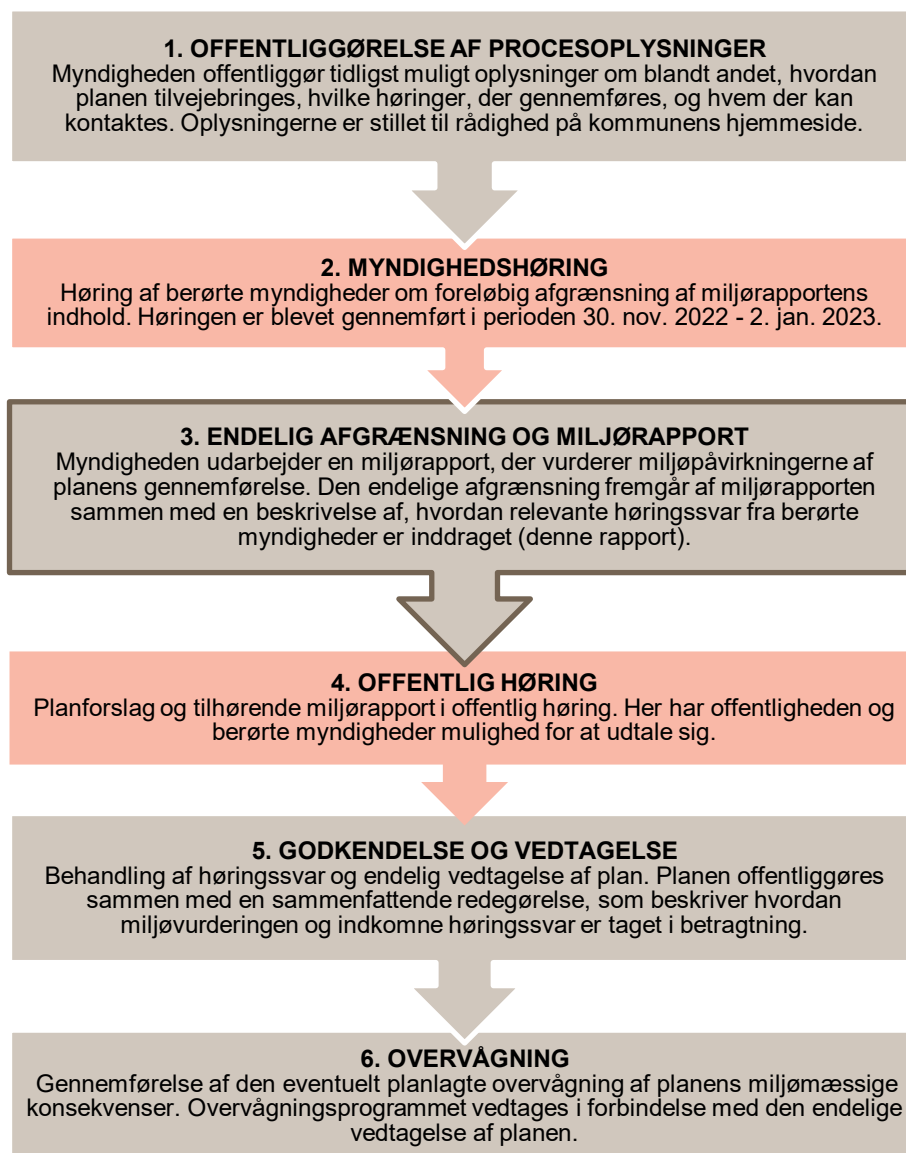 1. OFFENTLIGGØRELSE AF PROCESOPLYSNINGER
Myndigheden offentliggør tidligst muligt oplysninger om blandt andet, hvordan
planen tilvejebringes, hvilke høringer, der gennemføres, og hvem der kan
kontaktes. Oplysningerne er stillet til rådighed på kommunens hjemmeside.
2. MYNDIGHEDSHØRING
Høring af berørte myndigheder om foreløbig afgrænsning af miljørapportens
indhold. Høringen er blevet gennemført i perioden 30. nov. 2022 - 2. jan. 2023.
3. ENDELIG AFGRÆNSNING OG MILJØRAPPORT
Myndigheden udarbejder en miljørapport, der vurderer miljøpåvirkningerne af
planens gennemførelse. Den endelige afgrænsning fremgår af miljørapporten
sammen med en beskrivelse af, hvordan relevante høringssvar fra berørte
myndigheder er inddraget (denne rapport).
4. OFFENTLIG HØRING
Planforslag og tilhørende miljørapport i offentlig høring. Her har offentligheden og
berørte myndigheder mulighed for at udtale sig.
5. GODKENDELSE OG VEDTAGELSE
Behandling af høringssvar og endelig vedtagelse af plan. Planen offentliggøres
sammen med en sammenfattende redegørelse, som beskriver hvordan
miljøvurderingen og indkomne høringssvar er taget i betragtning.
6. OVERVÅGNING
Gennemførelse af den eventuelt planlagte overvågning af planens miljømæssige
konsekvenser. Overvågningsprogrammet vedtages i forbindelse med den endelige
vedtagelse af planen.